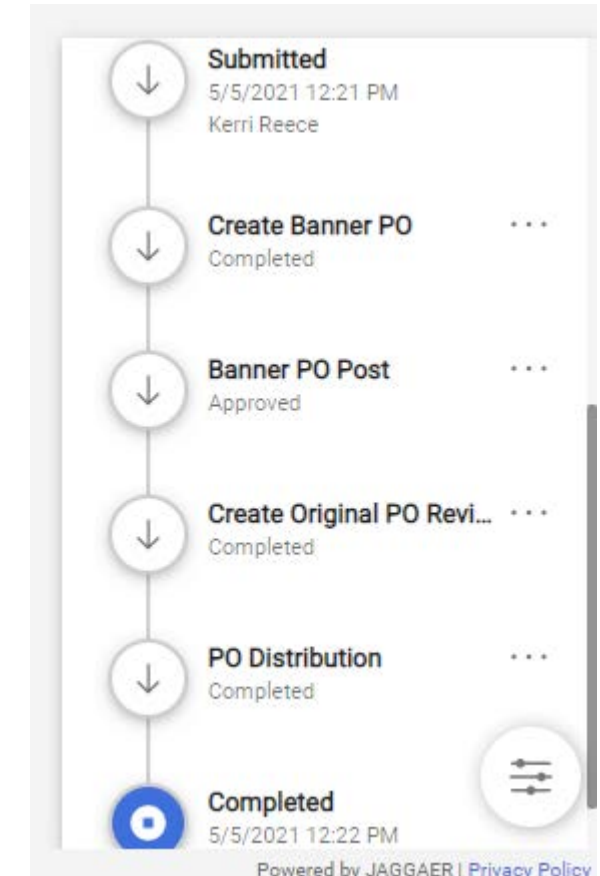 Submitted
5/5/2021 12:21 PM
Kerri Reece
Create Banner PO
Completed
Banner PO Post
Approved
Create Original PO Revi...
Completed
PO Distribution
Completed
Completed
5/5/2021 12:22 PM
Powered by JAGGAER | Privacy Policy